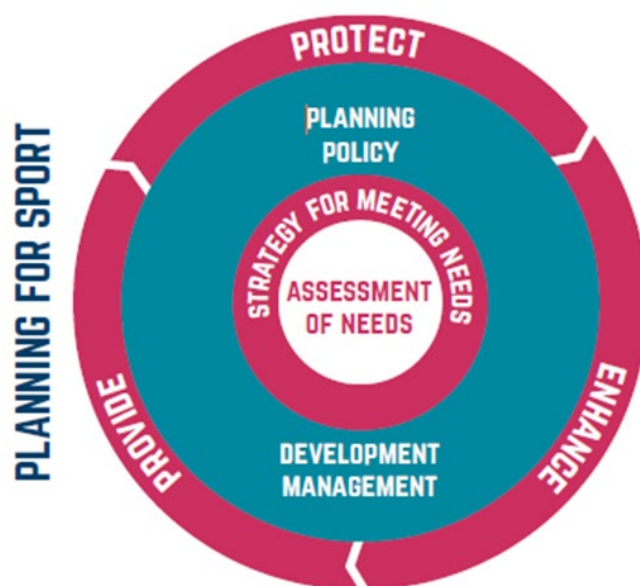 PLANNING FOR SPORT
PROTECT
PLANNING
POLICY
STRATEGY FOR MEETING NEEDS
ASSESSMENT
OF NEEDS
DEVELOPMENT
MANAGEMENT
PROVIDE
ENHANCE